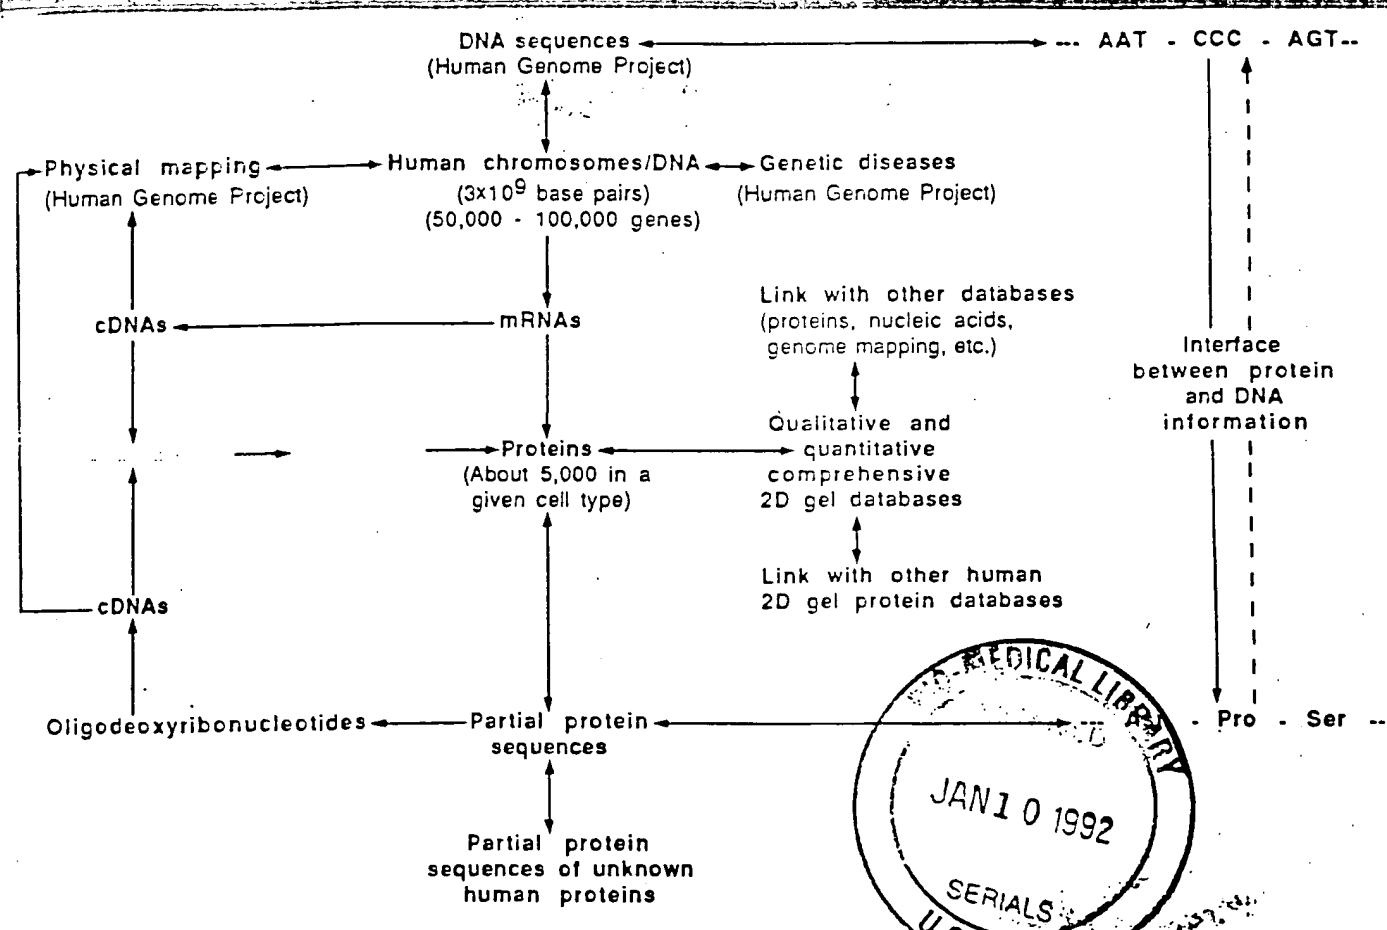 DNA sequences
(Human Genome Project)
--- AAT - CCC - AGT--
Physical mapping
(Human Genome Project)
Human chromosomes/DNA
(3x10⁹ base pairs)
(50,000 - 100,000 genes)
Genetic diseases
(Human Genome Project)
cDNAs
mRNAs
Link with other databases
(proteins, nucleic acids,
genome mapping, etc.)
Interface
between protein
and DNA
information
Proteins
(About 5,000 in a
given cell type)
Qualitative and
quantitative
comprehensive
2D gel databases
Link with other human
2D gel protein databases
cDNAs
Oligodeoxyribonucleotides
Partial protein
sequences
- Pro - Ser --
Partial protein
sequences of unknown
human proteins
MEDICAL LIBRARY
JAN 10 1992
SERIALS